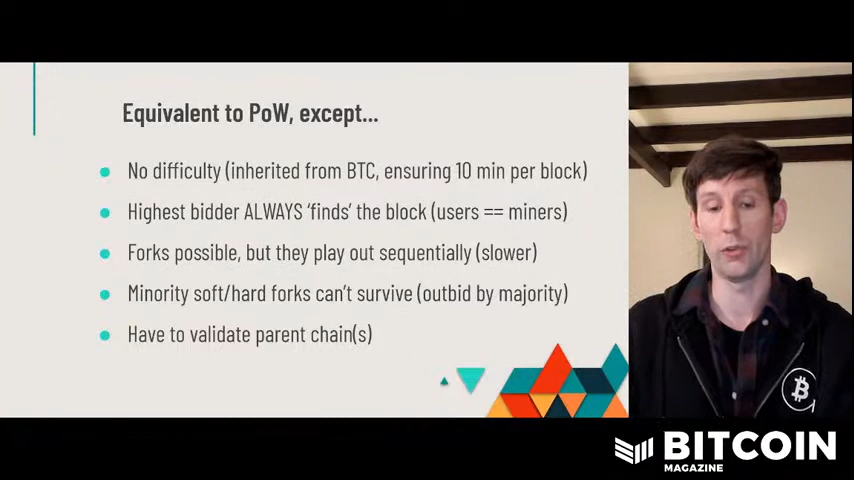 Equivalent to PoW, except...
No difficulty (inherited from BTC, ensuring 10 min per block)
Highest bidder ALWAYS ‘finds’ the block (users == miners)
Forks possible, but they play out sequentially (slower)
Minority soft/hard forks can’t survive (outbid by majority)
Have to validate parent chain(s)
BITCOIN
MAGAZINE